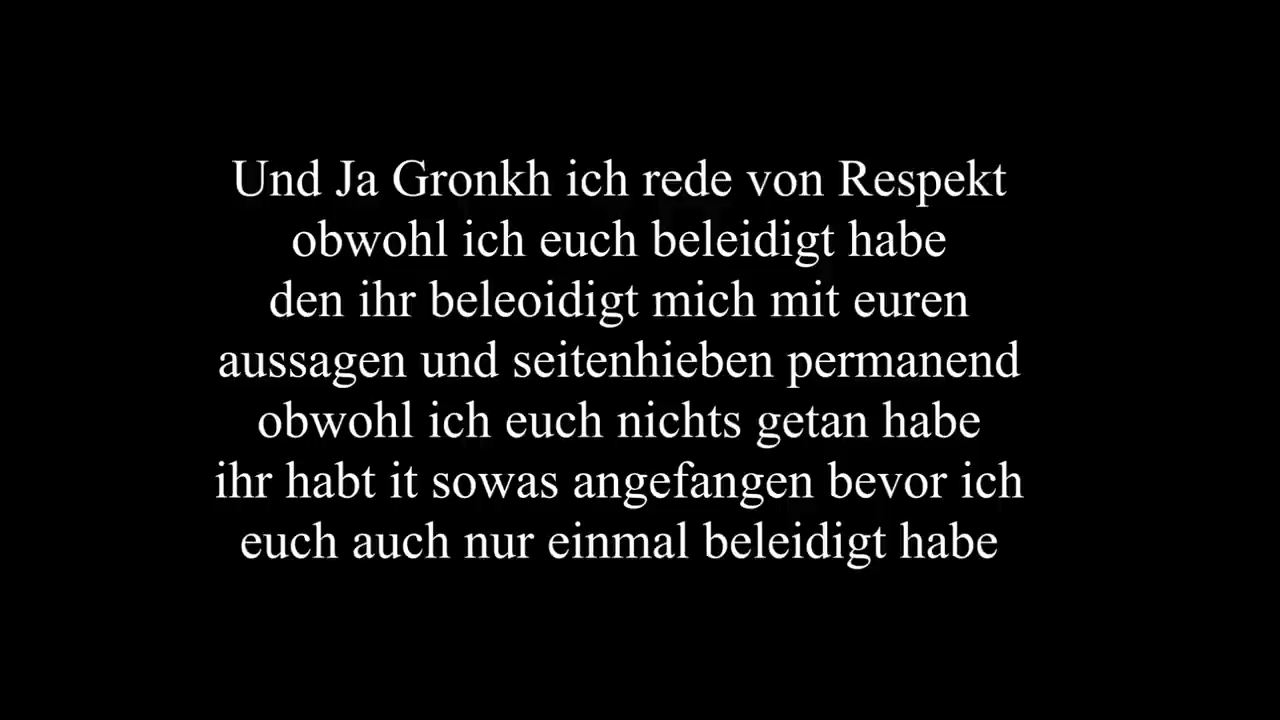 Und Ja Gronkh ich rede von Respekt
obwohl ich euch beleidigt habe
den ihr beleoidigt mich mit euren
aussagen und seitenhieben permanend
obwohl ich euch nichts getan habe
ihr habt it sowas angefangen bevor ich
euch auch nur einmal beleidigt habe